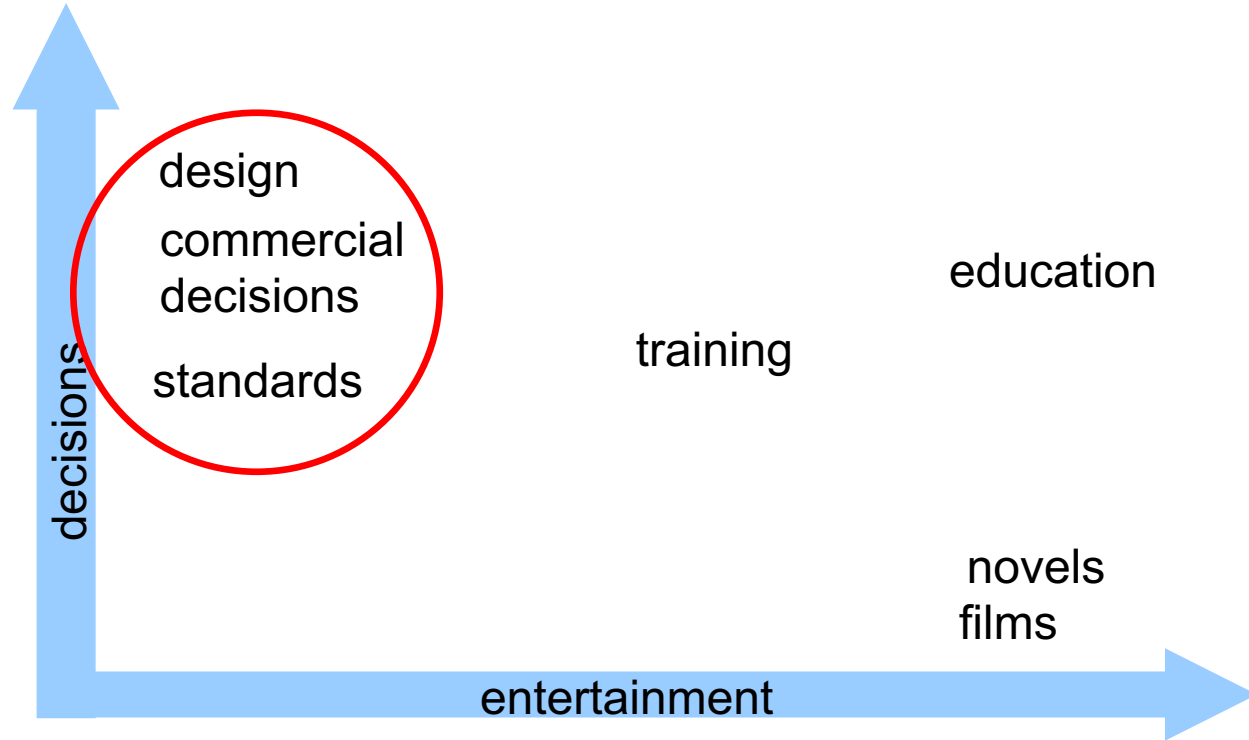 design
commercial
decisions
standards
decisions
training
education
novels
films
entertainment